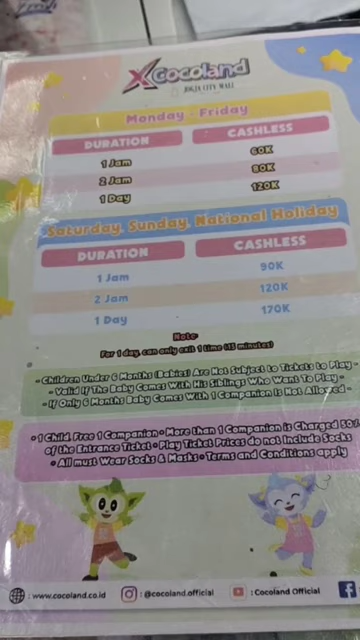 XCocoland
JOGJA CITY MALL
Monday - Friday
DURATION CASHLESS
1 Jam 60K
2 Jam 80K
1 Day 120K
Saturday, Sunday, National Holiday
DURATION CASHLESS
1 Jam 90K
2 Jam 120K
1 Day 170K
Note:
For 1 day, can only exit 1 time (15 minutes)
- Children Under 6 Months (Babies) Are Not Subject to Tickets to Play -
- Valid If The Baby Comes With His Siblings Who Want To Play -
- If Only 6 Months Baby Comes With 1 Companion Is Not Allowed -
• 1 Child Free 1 Companion • More than 1 Companion is Charged 50%
of the Entrance Ticket • Play Ticket Prices do not Include Socks
• All must Wear Socks & Masks • Terms and Conditions apply
: www.cocoland.co.id : @cocoland.official : Cocoland Official